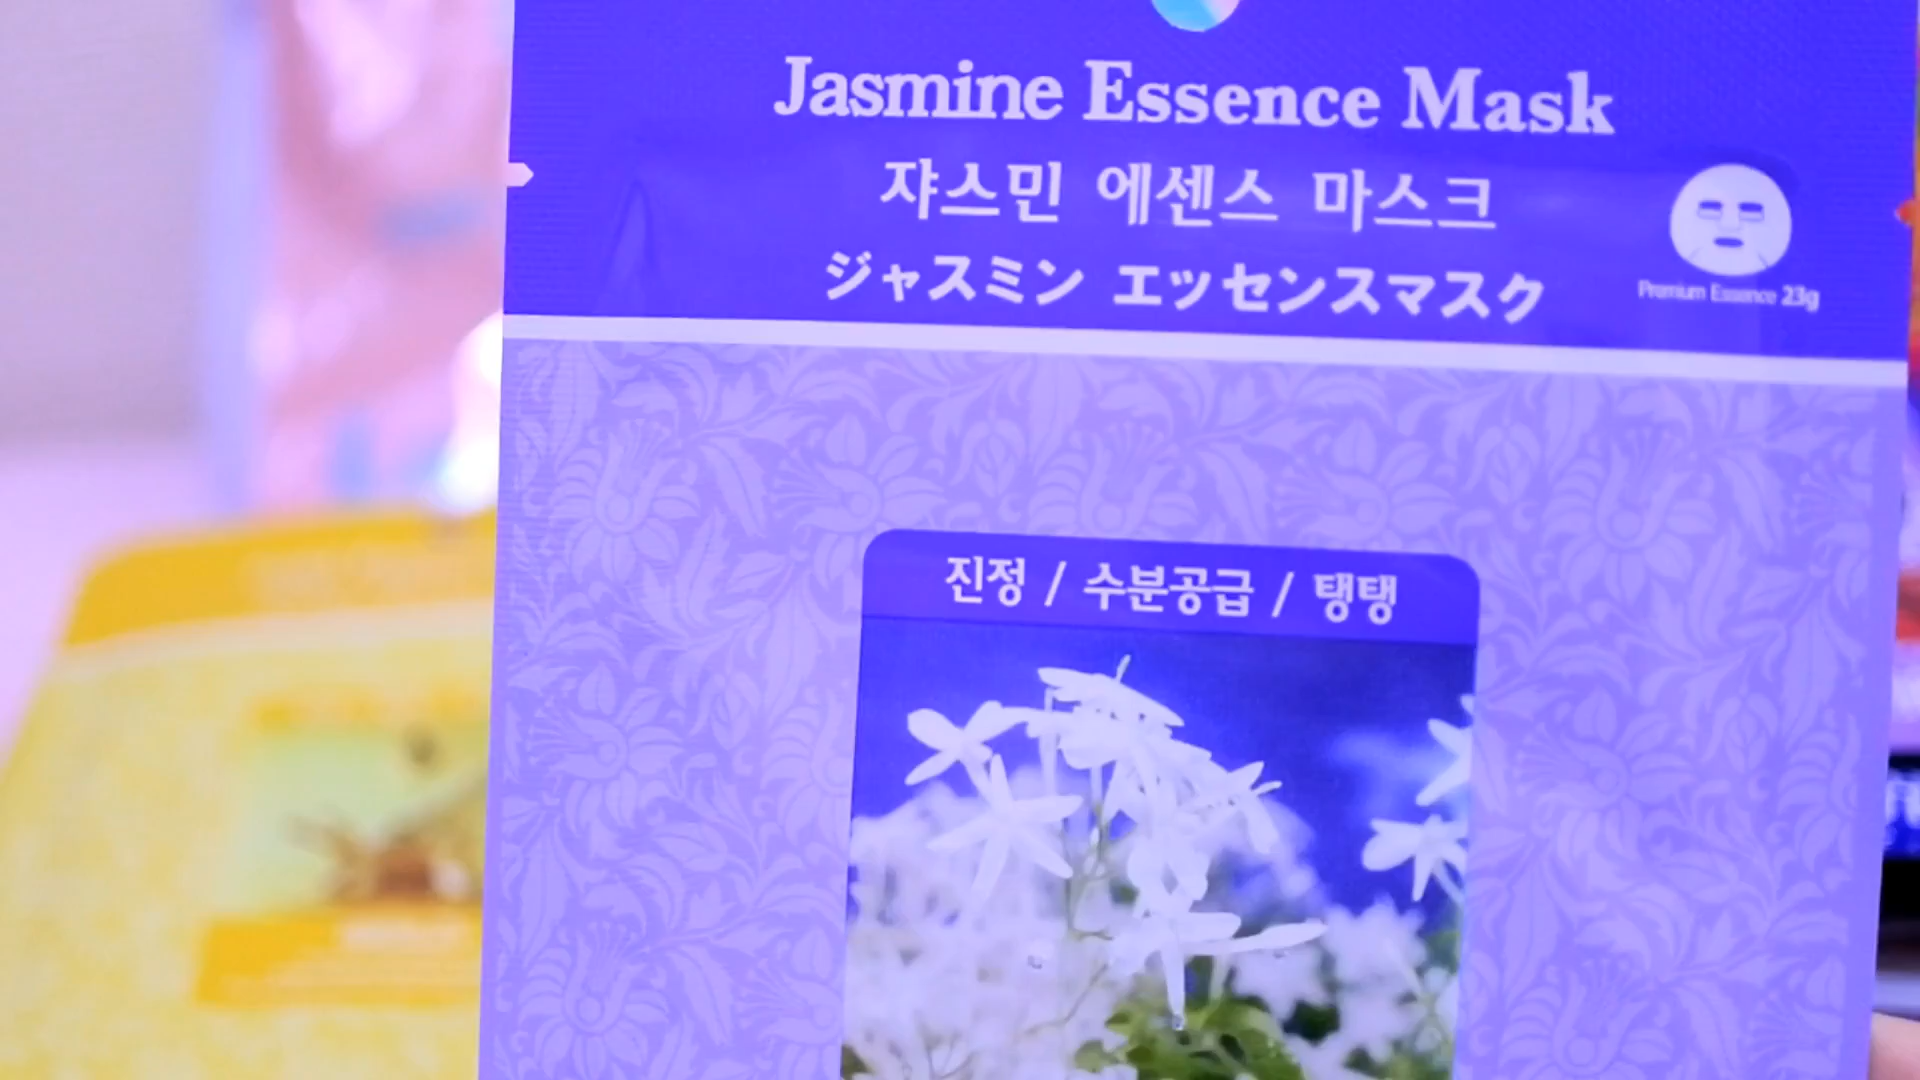 Jasmine Essence Mask
쟈스민 에센스 마스크
ジャスミン エッセンスマスク
Premium Essence 23g
진정 / 수분공급 / 탱탱